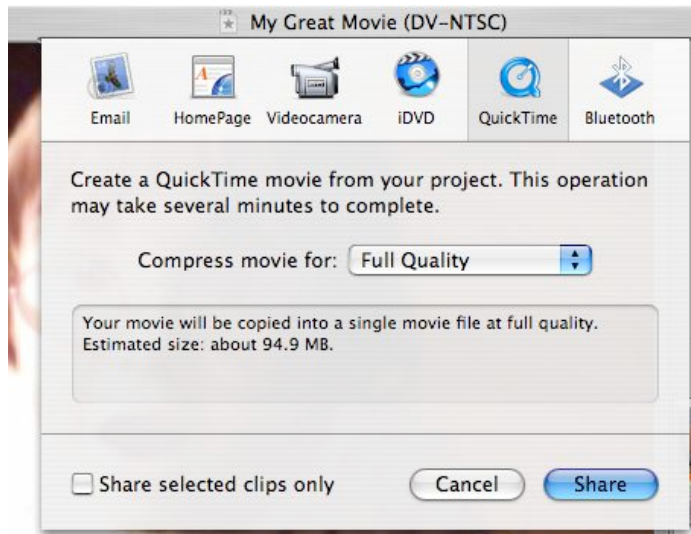 My Great Movie (DV-NTSC)
Email HomePage Videocamera iDVD QuickTime Bluetooth
Create a QuickTime movie from your project. This operation
may take several minutes to complete.
Compress movie for: Full Quality
Your movie will be copied into a single movie file at full quality.
Estimated size: about 94.9 MB.
Share selected clips only Cancel Share